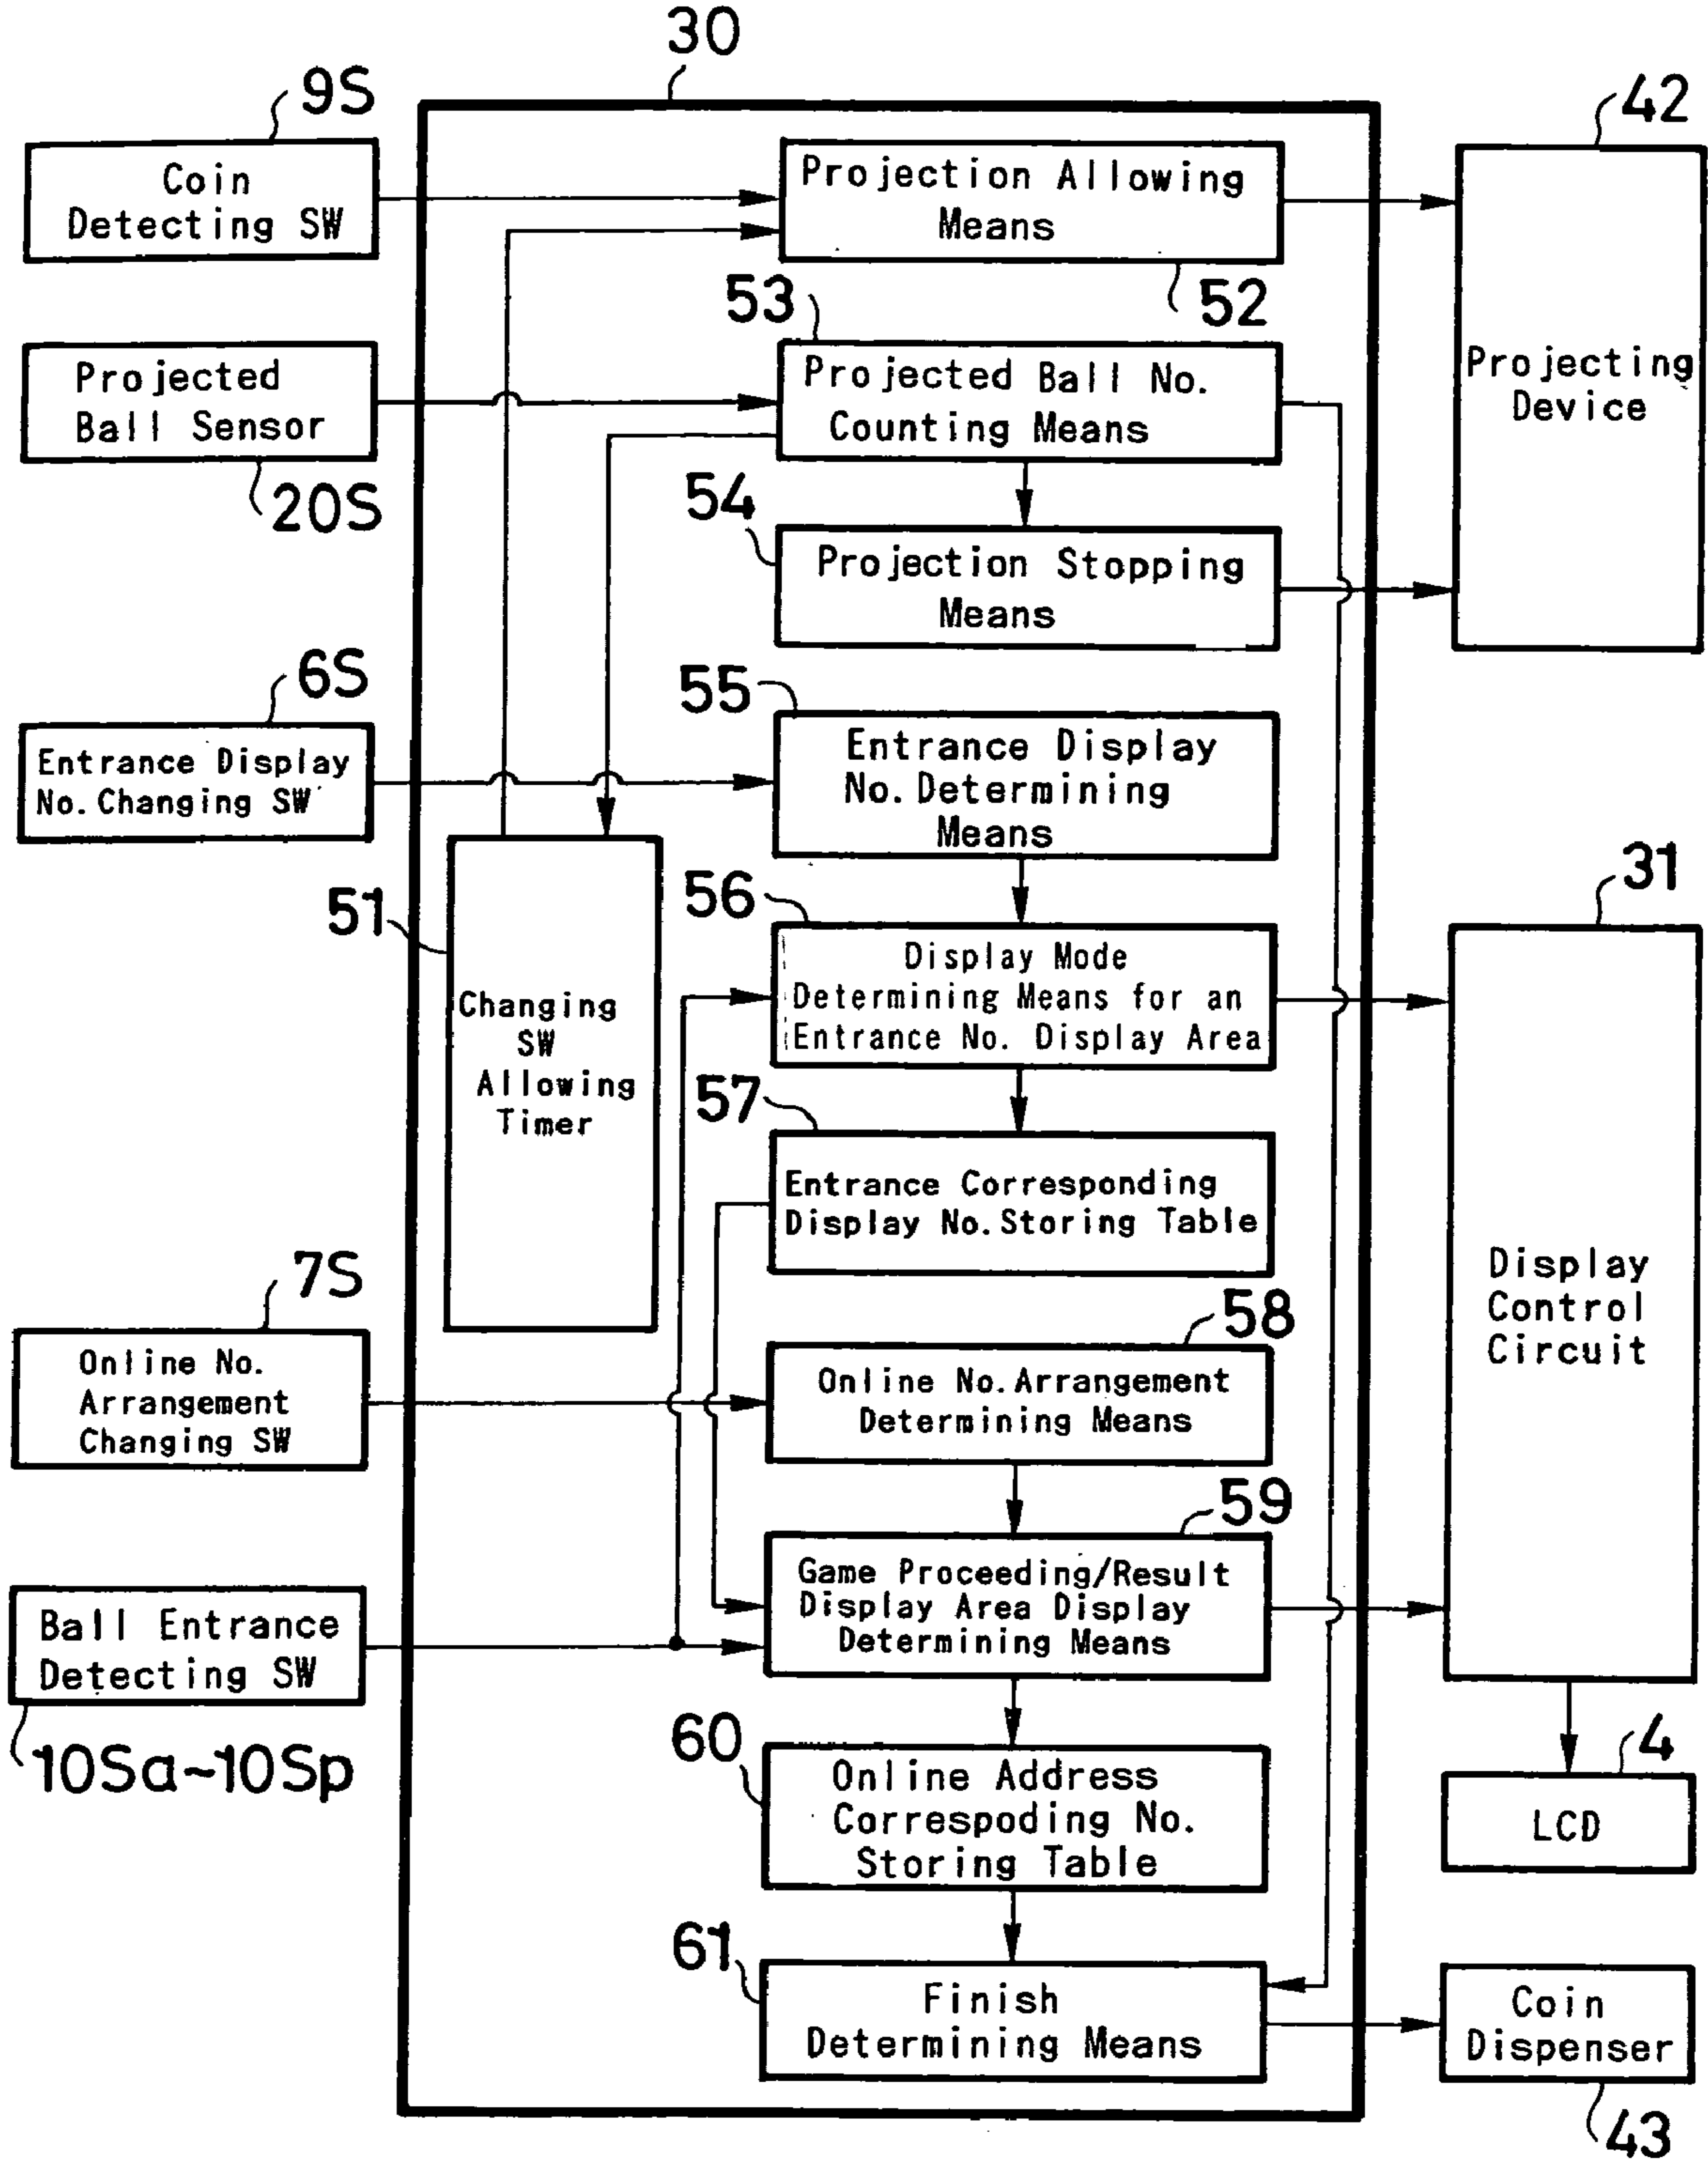 30
9S
42
Coin
Detecting SW
Projection Allowing
Means
52
53
Projected
Ball Sensor
20S
Projected Ball No.
Counting Means
Projecting
Device
54
Projection Stopping
Means
6S
55
Entrance Display
No. Changing SW
Entrance Display
No. Determining
Means
31
51
56
Display Mode
Determining Means for an
Entrance No. Display Area
Changing
SW
Allowing
Timer
57
Entrance Corresponding
Display No. Storing Table
Display
Control
Circuit
7S
58
Online No.
Arrangement
Changing SW
Online No. Arrangement
Determining Means
59
Game Proceeding/Result
Display Area Display
Determining Means
Ball Entrance
Detecting SW
10Sa~10Sp
60
4
Online Address
Correspoding No.
Storing Table
LCD
61
Finish
Determining Means
Coin
Dispenser
43